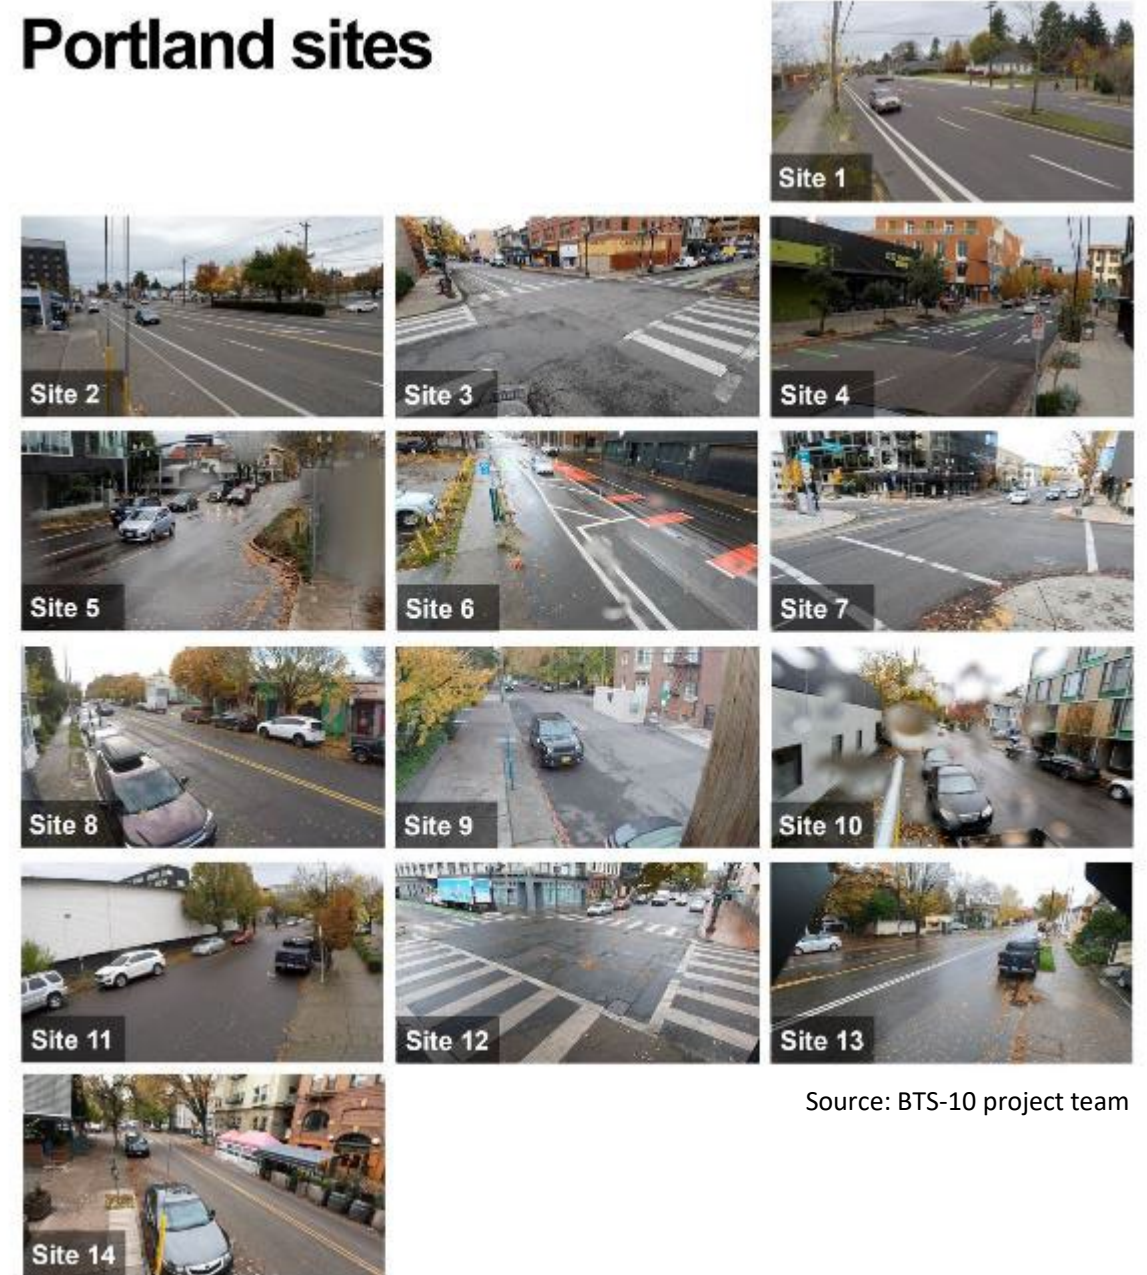 Portland sites
Site 1
Site 2
Site 3
Site 4
Site 5
Site 6
Site 7
Site 8
Site 9
Site 10
Site 11
Site 12
Site 13
Source: BTS-10 project team
Site 14